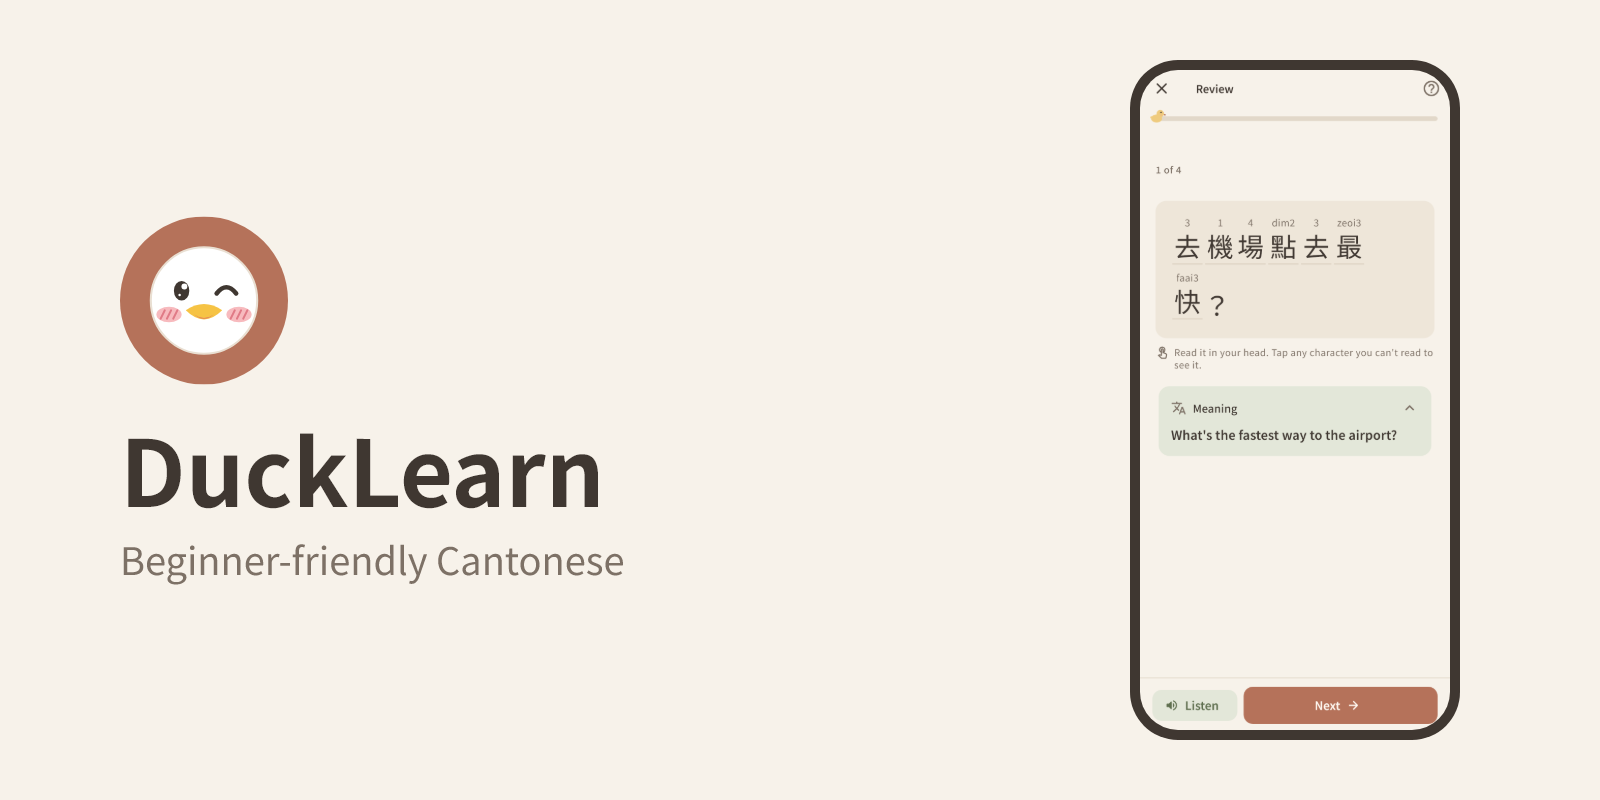 DuckLearn
Beginner-friendly Cantonese
Review
1 of 4
3 1 4 dim2 3 zeoi3
去 機 場 點 去 最
faai3
快 ？
Read it in your head. Tap any character you can't read to
see it.
Meaning
What's the fastest way to the airport?
Listen
Next